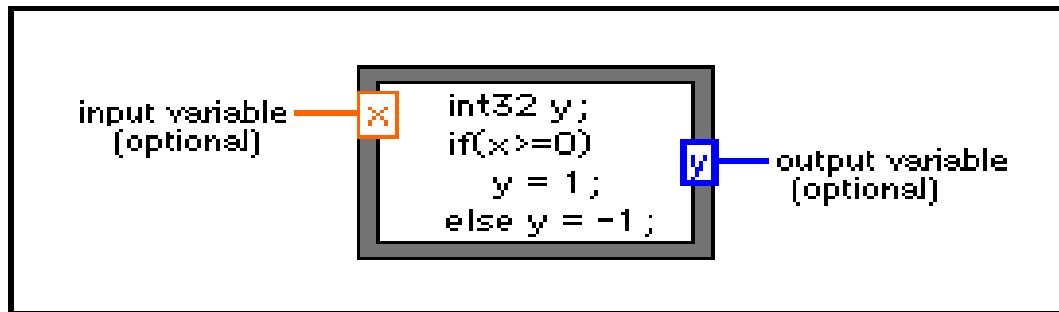 input variable
(optional)
x
int32 y;
if(x>=0)
y = 1;
else y = -1;
y
output variable
(optional)